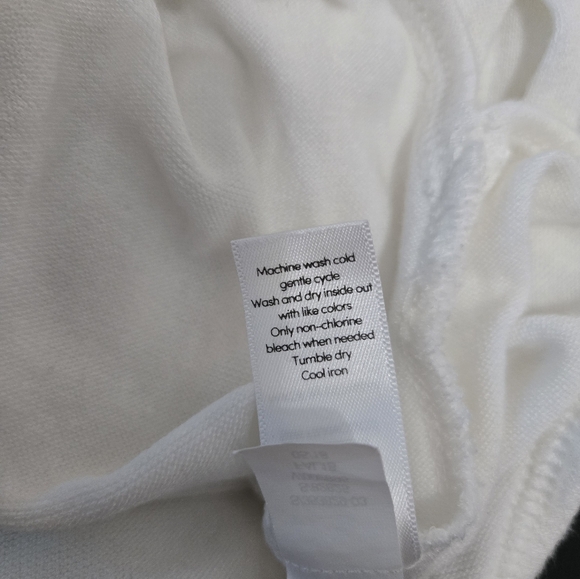 Machine wash cold
gentle cycle
Wash and dry inside out
with like colors
Only non-chlorine
bleach when needed
Tumble dry
Cool iron